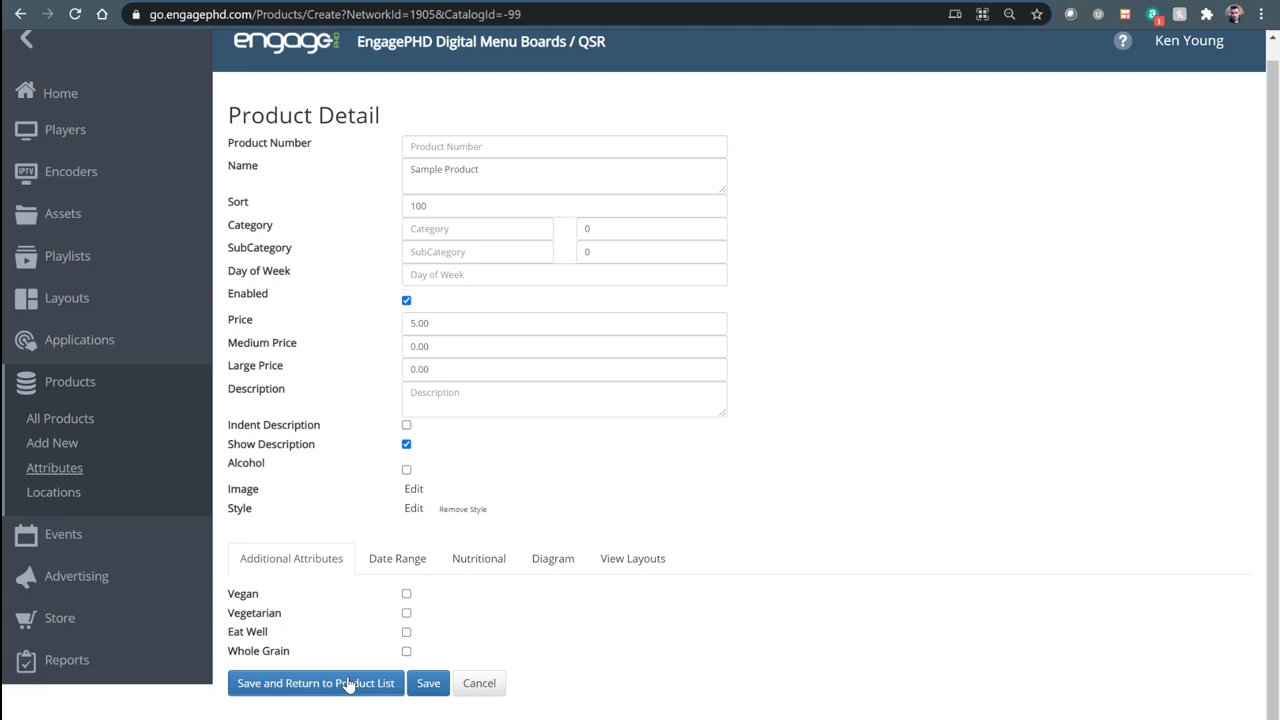 go.engagephd.com/Products/Create?NetworkId=1905&CatalogId=-99
engage PHD
EngagePHD Digital Menu Boards / QSR
? Ken Young
Home
Players
IPTV Encoders
Assets
Playlists
Layouts
Applications
Products
All Products
Add New
Attributes
Locations
Events
Advertising
Store
Reports
Product Detail
Product Number Product Number
Name Sample Product
Sort 100
Category Category 0
SubCategory SubCategory 0
Day of Week Day of Week
Enabled
Price 5.00
Medium Price 0.00
Large Price 0.00
Description Description
Indent Description
Show Description
Alcohol
Image Edit
Style Edit Remove Style
Additional Attributes Date Range Nutritional Diagram View Layouts
Vegan
Vegetarian
Eat Well
Whole Grain
Save and Return to Product List Save Cancel